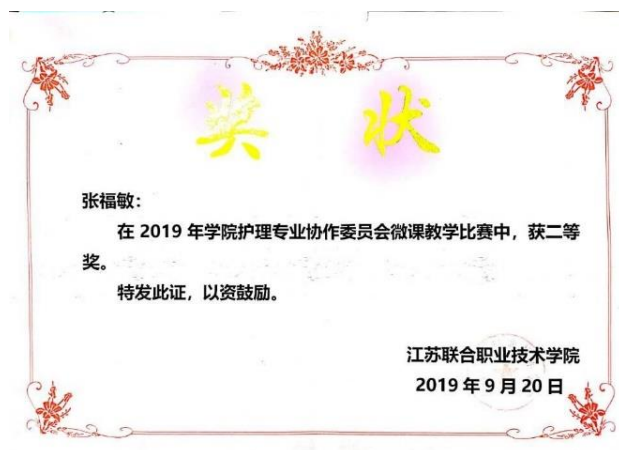 奖状
张福敏：
在 2019 年学院护理专业协作委员会微课教学比赛中，获二等
奖。
特发此证，以资鼓励。
江苏联合职业技术学院
2019 年 9 月 20 日